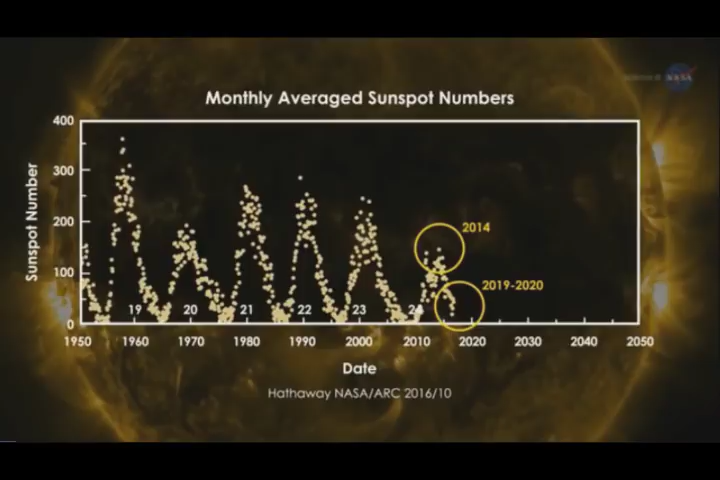 NASA
Monthly Averaged Sunspot Numbers
Sunspot Number
400
300
200
100
0
2014
2019-2020
19 20 21 22 23 24
1950 1960 1970 1980 1990 2000 2010 2020 2030 2040 2050
Date
Hathaway NASA/ARC 2016/10